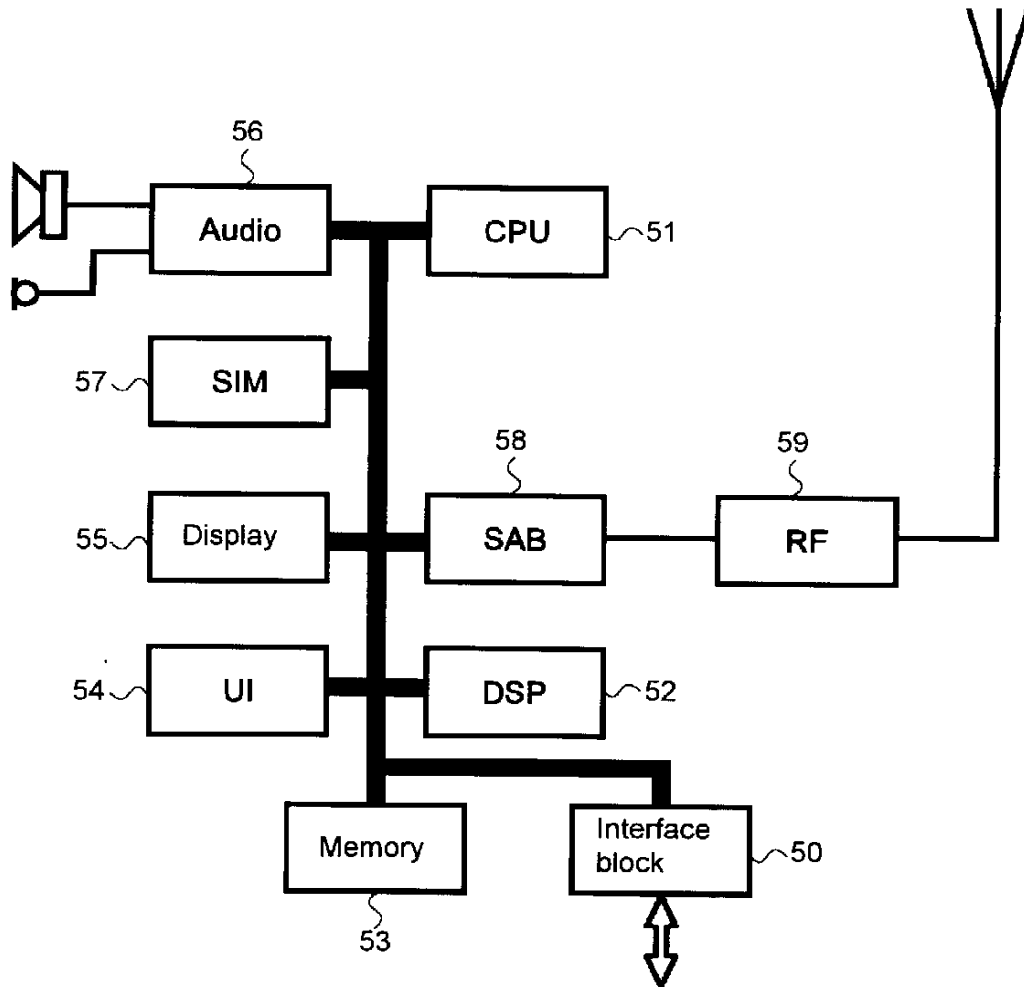 56
Audio
CPU
51
57
SIM
58
59
55
Display
SAB
RF
54
UI
DSP
52
Memory
Interface
block
50
53